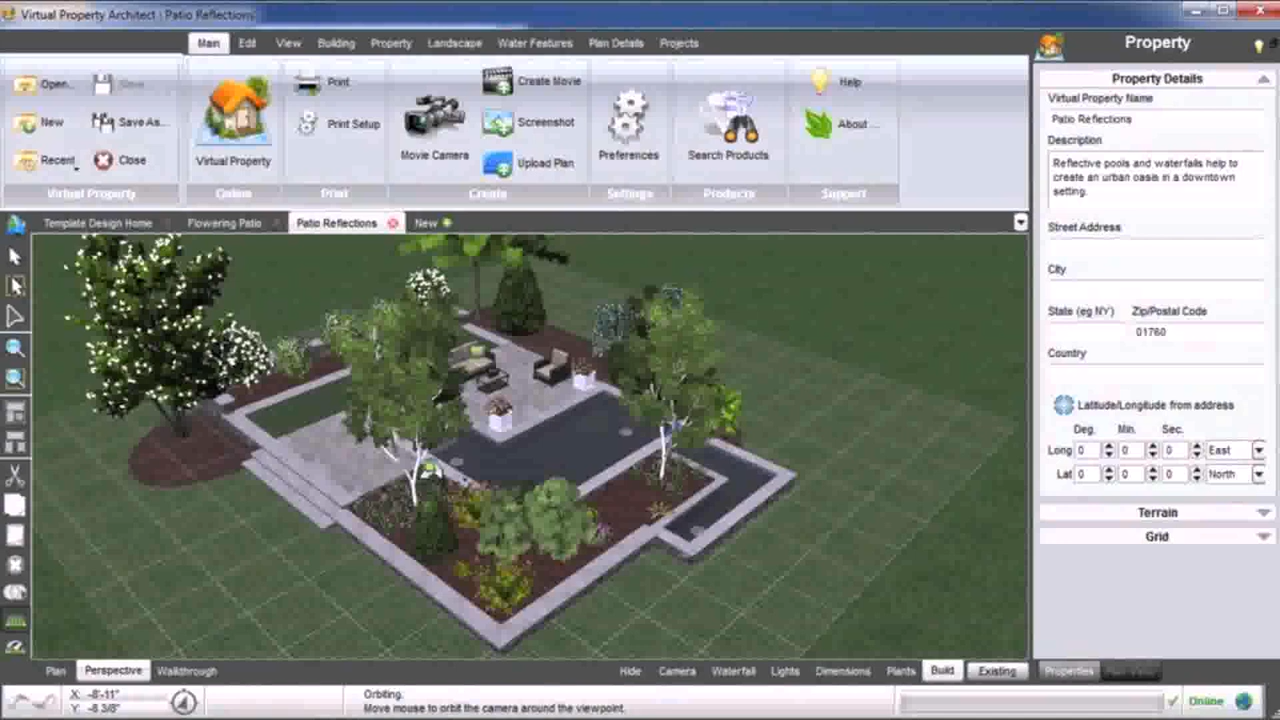 Virtual Property Architect | Patio Reflections
Main Edit View Building Property Landscape Water Features Plan Details Projects
Open...
New
Recent
Save As...
Close
Virtual Property
Virtual Property
Online
Print
Print Setup
Print
Movie Camera
Create Movie
Screenshot
Upload Plan
Create
Preferences
Settings
Search Products
Products
Help
About ...
Support
Template Design Home Flowering Patio Patio Reflections New
Property
Property Details
Virtual Property Name
Patio Reflections
Description
Reflective pools and waterfalls help to
create an urban oasis in a downtown
setting.
Street Address
City
State (eg NY) Zip/Postal Code
01760
Country
Latitude/Longitude from address
Deg. Min. Sec.
Long 0 0 0 East
Lat 0 0 0 North
Terrain
Grid
Plan Perspective Walkthrough Hide Camera Waterfall Lights Dimensions Plants Build Existing Properties
X: -8'-11"
Y: -8 3/8"
Orbiting.
Move mouse to orbit the camera around the viewpoint.
Online